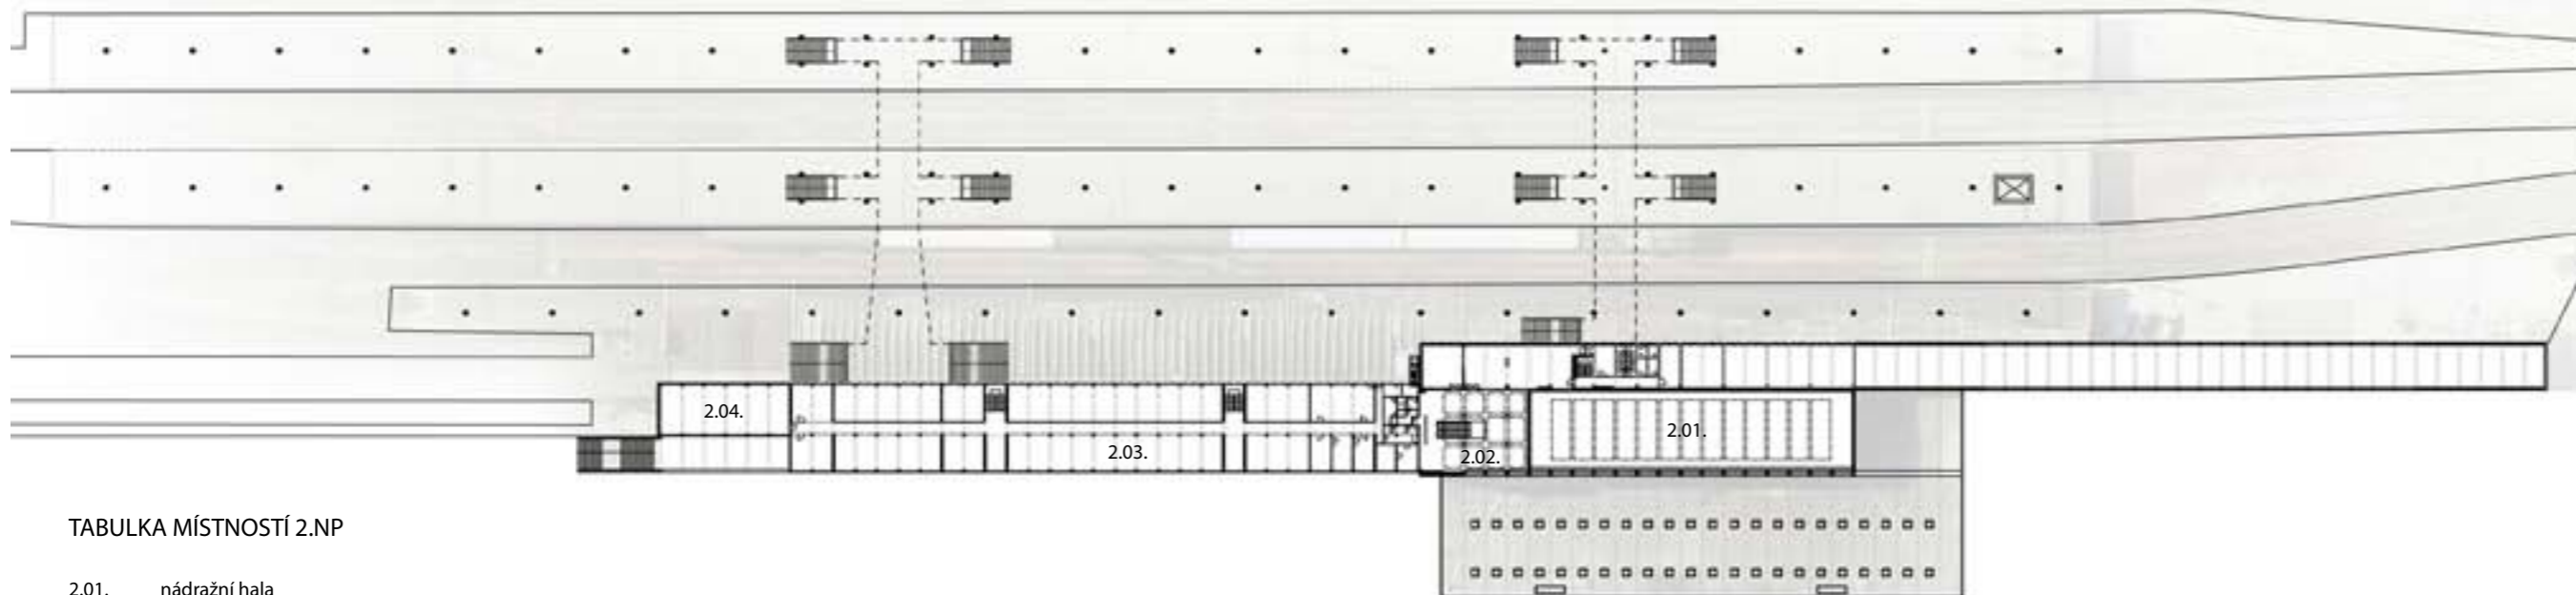 2.04.
2.03.
2.02.
2.01.
TABULKA MÍSTNOSTÍ 2.NP
2.01. nádražní hala